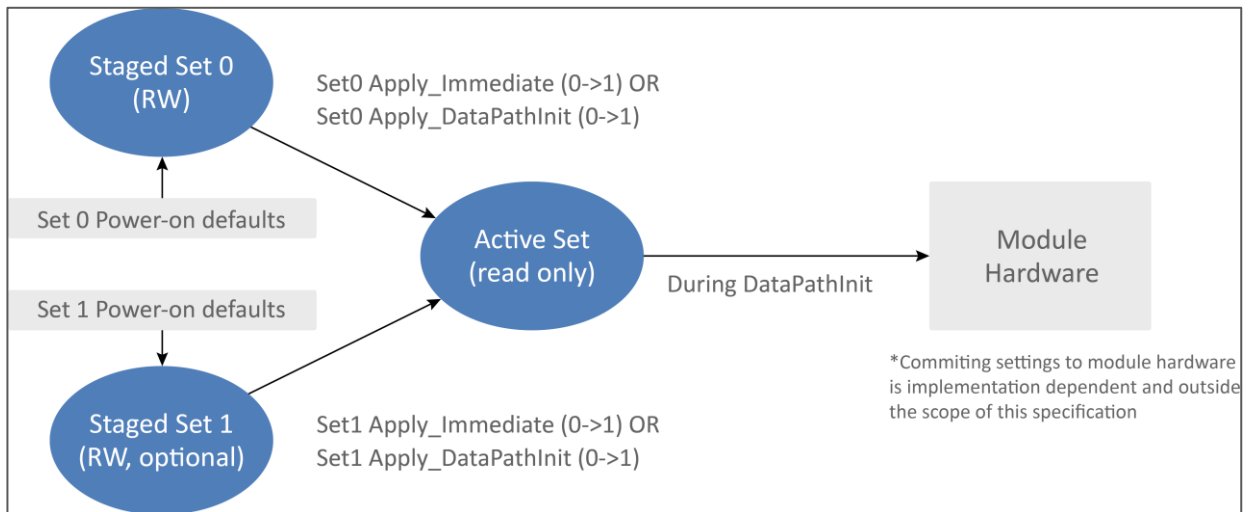 Staged Set 0
(RW)
Set0 Apply_Immediate (0->1) OR
Set0 Apply_DataPathInit (0->1)
Set 0 Power-on defaults
Active Set
(read only)
During DataPathInit
Module
Hardware
Set 1 Power-on defaults
*Commiting settings to module hardware
is implementation dependent and outside
the scope of this specification
Staged Set 1
(RW, optional)
Set1 Apply_Immediate (0->1) OR
Set1 Apply_DataPathInit (0->1)